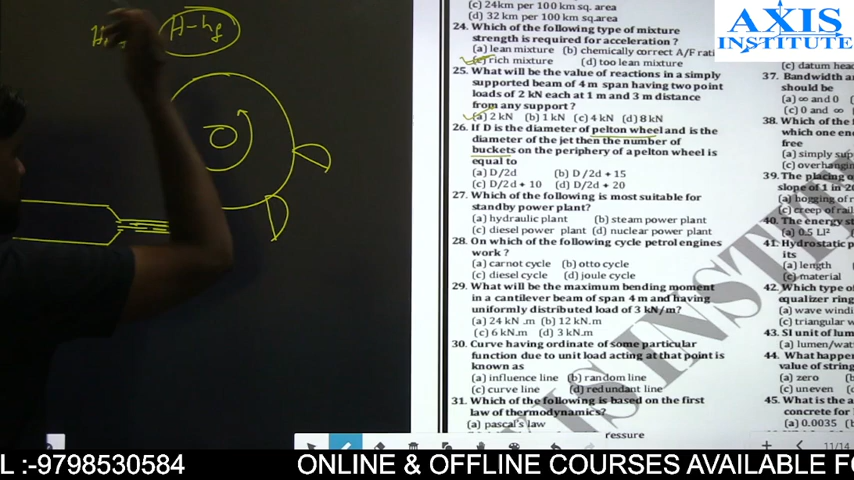 H - hf
(c) 24km per 100 km sq. area
(d) 32 km per 100 km sq.area
24. Which of the following type of mixture
strength is required for acceleration ?
(a) lean mixture (b) chemically correct A/F rati
(c) rich mixture (d) too lean mixture
25. What will be the value of reactions in a simply
supported beam of 4 m span having two point
loads of 2 kN each at 1 m and 3 m distance
from any support ?
(a) 2 kN (b) 1 kN (c) 4 kN (d) 8 kN
26. If D is the diameter of pelton wheel and is the
diameter of the jet then the number of
buckets on the periphery of a pelton wheel is
equal to
(a) D/2d (b) D /2d + 15
(c) D/2d + 10 (d) D/2d + 20
27. Which of the following is most suitable for
standby power plant?
(a) hydraulic plant (b) steam power plant
(c) diesel power plant (d) nuclear power plant
28. On which of the following cycle petrol engines
work ?
(a) carnot cycle (b) otto cycle
(c) diesel cycle (d) joule cycle
29. What will be the maximum bending moment
in a cantilever beam of span 4 m and having
uniformly distributed load of 3 kN/m?
(a) 24 kN .m (b) 12 kN.m
(c) 6 kN.m (d) 3 kN.m
30. Curve having ordinate of some particular
function due to unit load acting at that point is
known as
(a) influence line (b) random line
(c) curve line (d) redundant line
31. Which of the following is based on the first
law of thermodynamics?
(a) pascal's law
ressure
AXIS
INSTITUTE
(c) datum head
37. Bandwidth a
should be
(a) ∞ and 0
(c) 0 and ∞
38. Which of the
which one en
free
(a) simply sup
(c) overhangin
39. The placing o
slope of 1 in 20
(a) hogging of r
(c) creep of rail
40. The energy s
(a) 0.5 LI²
41. Hydrostatic p
its
(a) length
(c) material
42. Which type o
equalizer ring
(a) wave windi
(c) triangular w
43. SI unit of lum
(a) lumen/wat
44. What happen
value of string
(a) zero
(c) uneven
45. What is the a
concrete for
(a) 0.0035
11/14
L :-9798530584 ONLINE & OFFLINE COURSES AVAILABLE FO